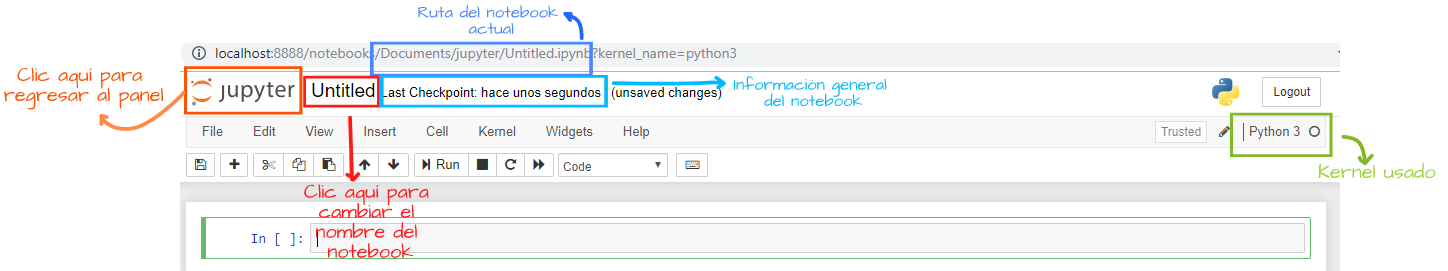 Ruta del notebook
actual
localhost:8888/notebooks/Documents/jupyter/Untitled.ipynb?kernel_name=python3
Clic aquí para
regresar al panel
jupyter
Untitled
Last Checkpoint: hace unos segundos
(unsaved changes)
Información general
del notebook
Logout
File
Edit
View
Insert
Cell
Kernel
Widgets
Help
Trusted
Python 3
Kernel usado
Run
Code
Clic aquí para
cambiar el
nombre del
notebook
In [ ]: